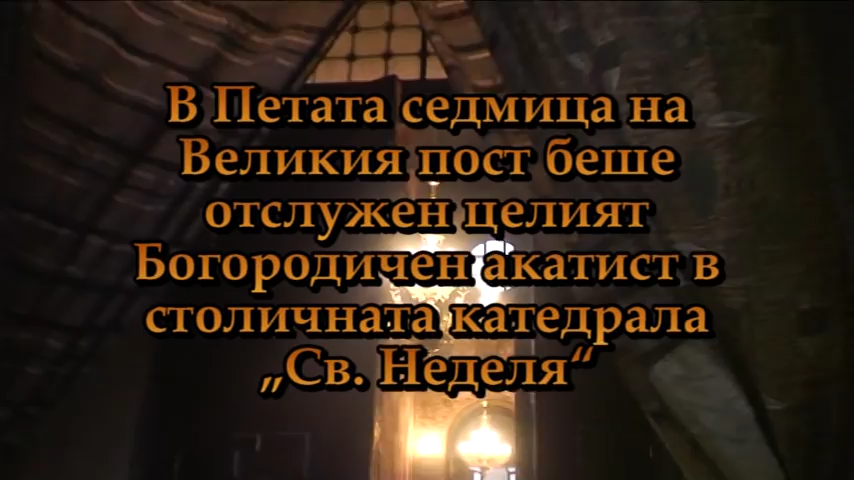 В Петата седмица на
Великия пост беше
отслужен целият
Богородичен акатист в
столичната катедрала
„Св. Неделя“